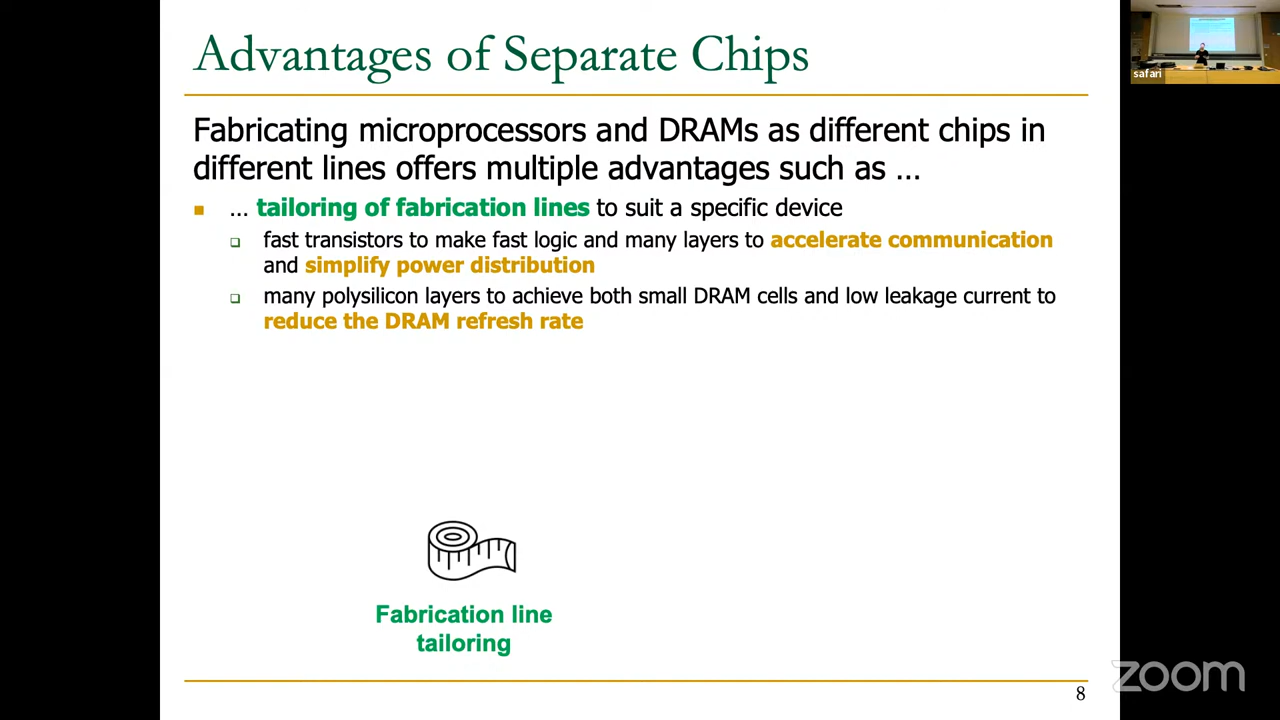 Advantages of Separate Chips
safari
Fabricating microprocessors and DRAMs as different chips in
different lines offers multiple advantages such as ...
... tailoring of fabrication lines to suit a specific device
fast transistors to make fast logic and many layers to accelerate communication
and simplify power distribution
many polysilicon layers to achieve both small DRAM cells and low leakage current to
reduce the DRAM refresh rate
Fabrication line
tailoring
8
zoom